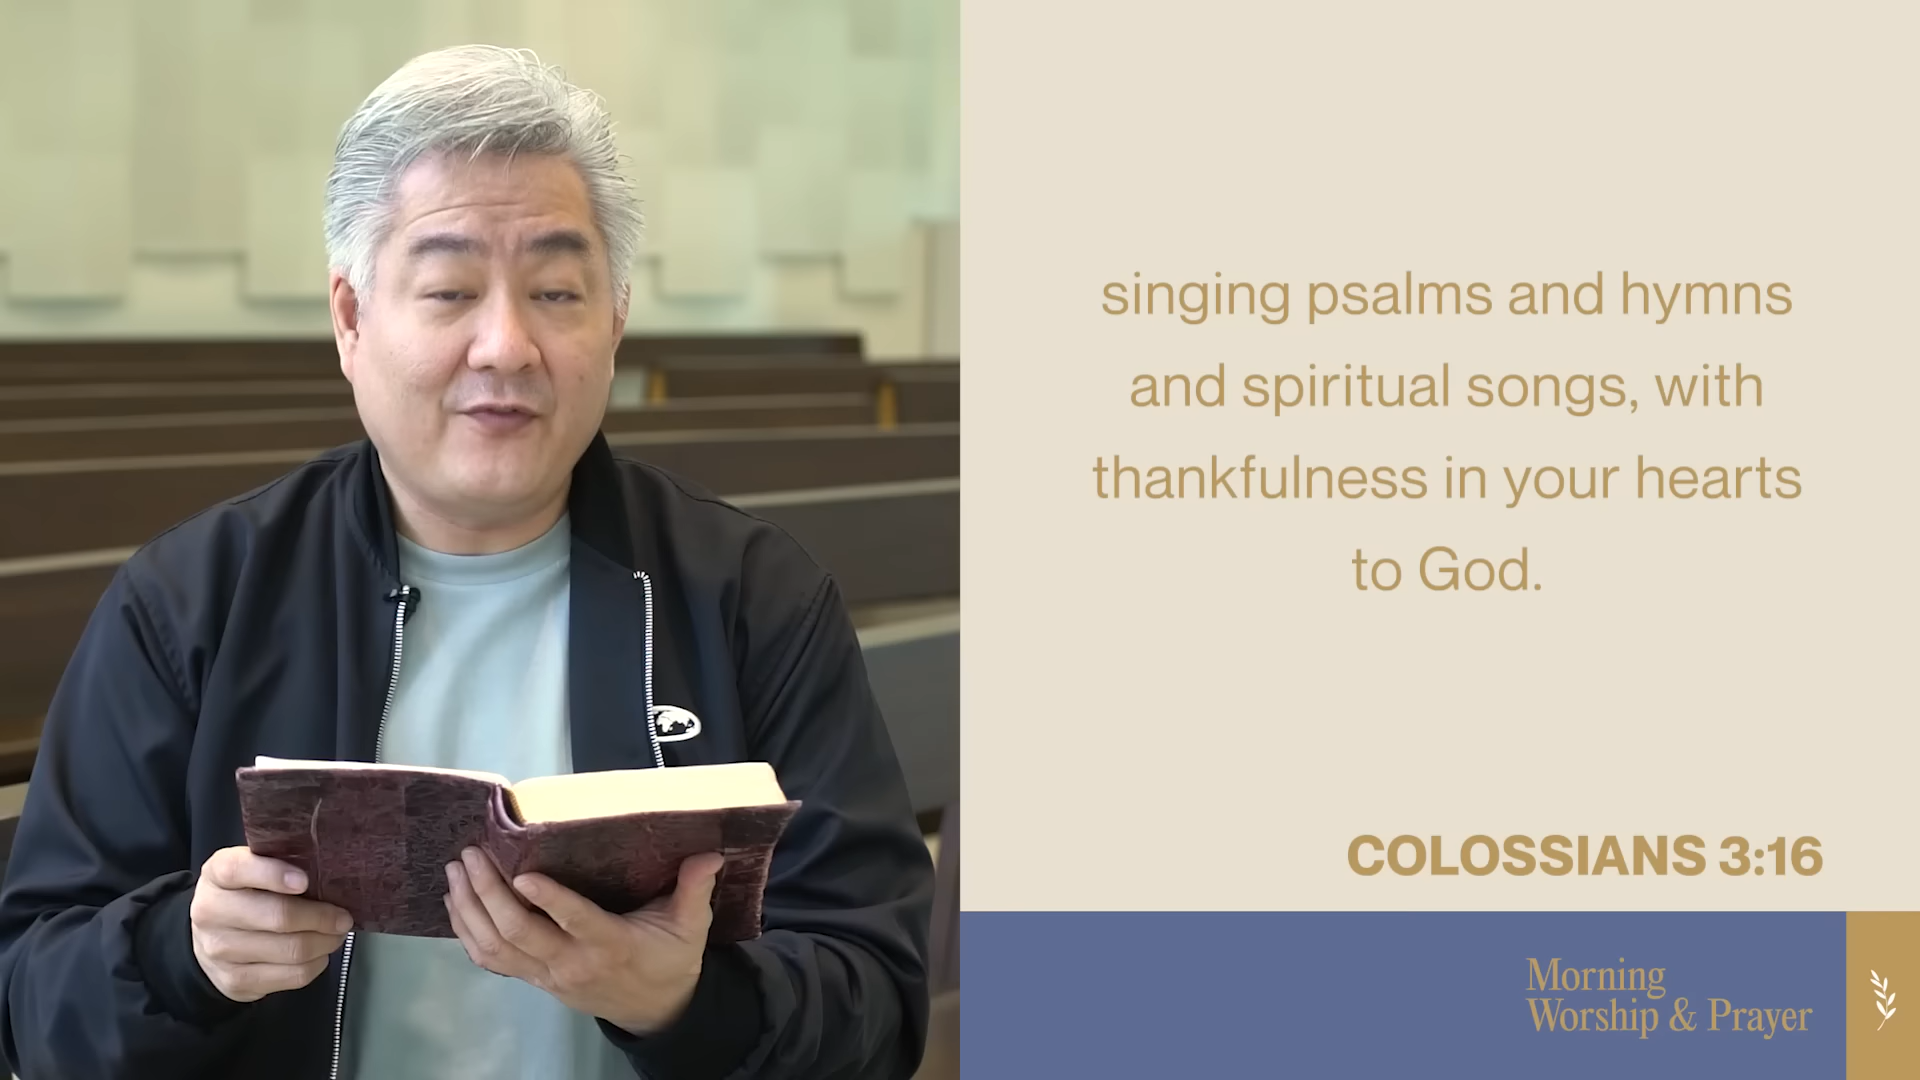 singing psalms and hymns
and spiritual songs, with
thankfulness in your hearts
to God.
COLOSSIANS 3:16
Morning
Worship & Prayer